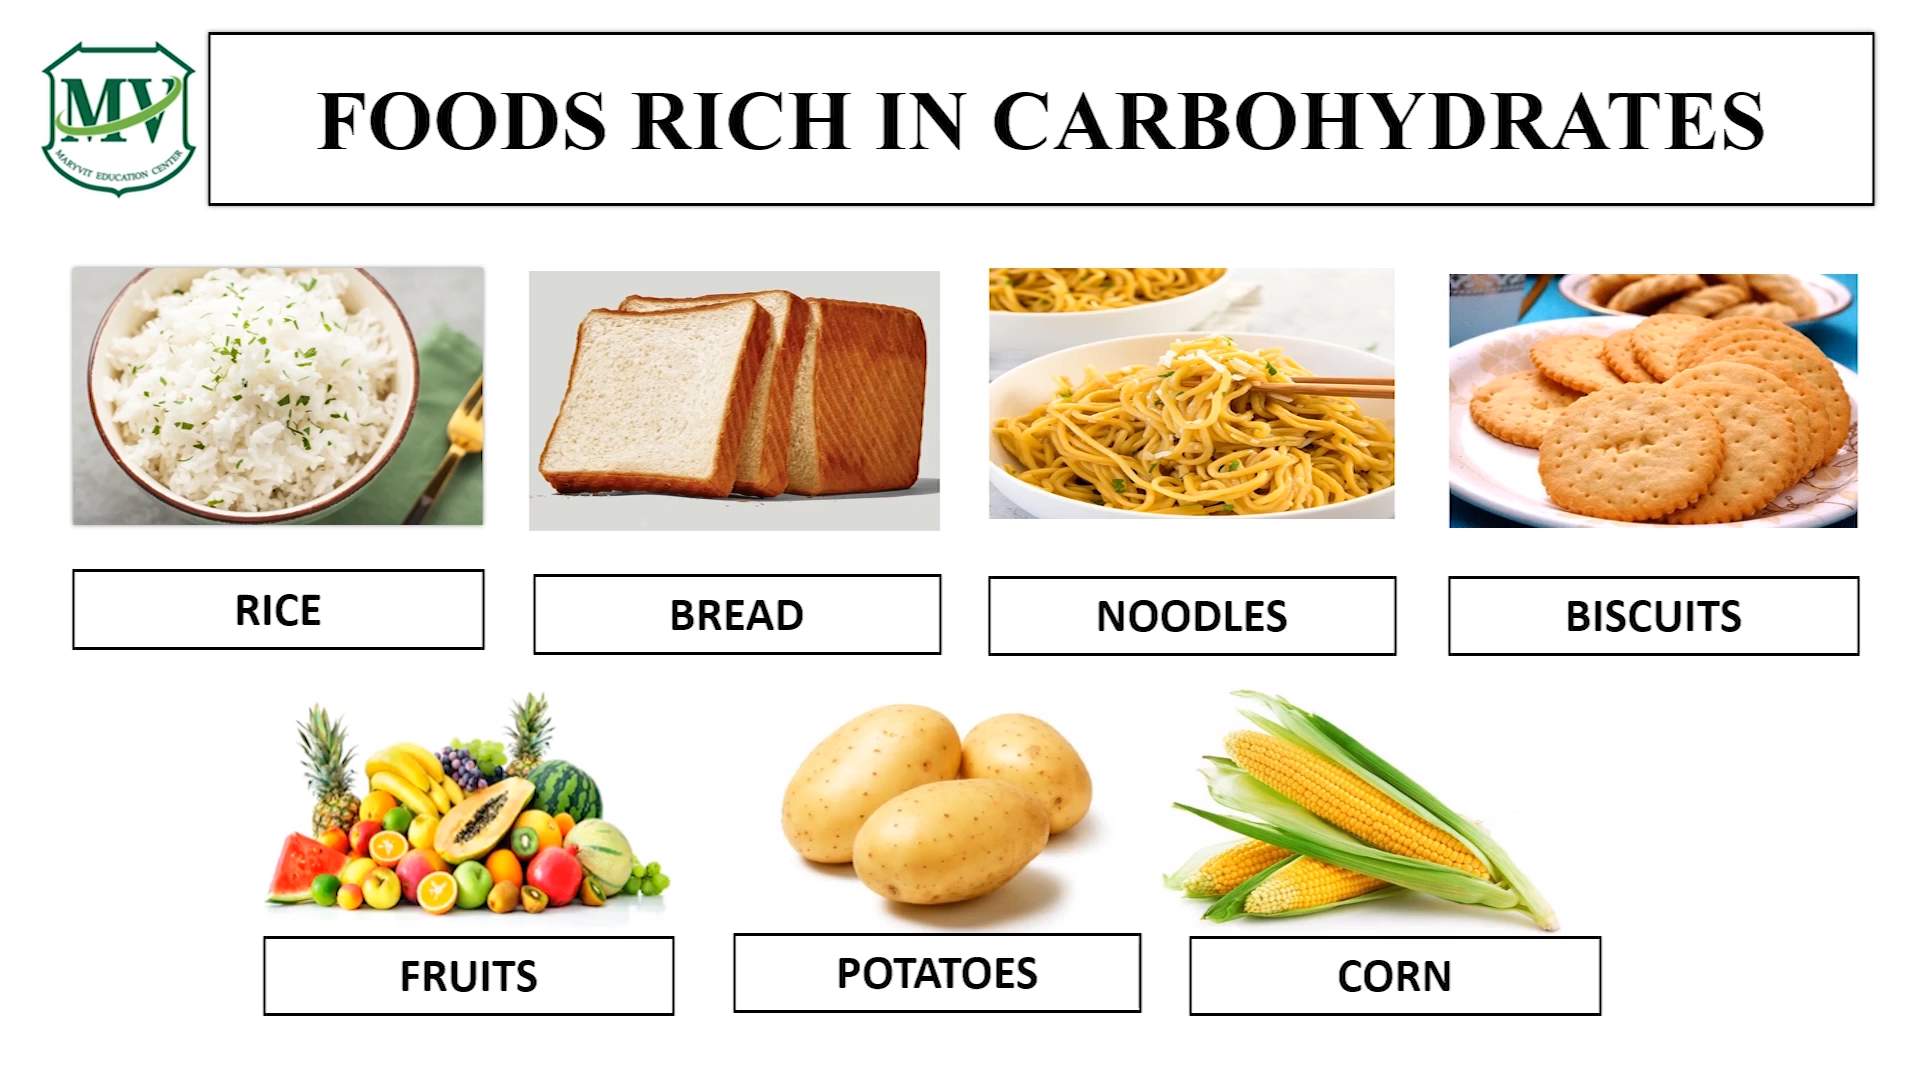 MV
MARYVIT EDUCATION CENTER
FOODS RICH IN CARBOHYDRATES
RICE
BREAD
NOODLES
BISCUITS
FRUITS
POTATOES
CORN